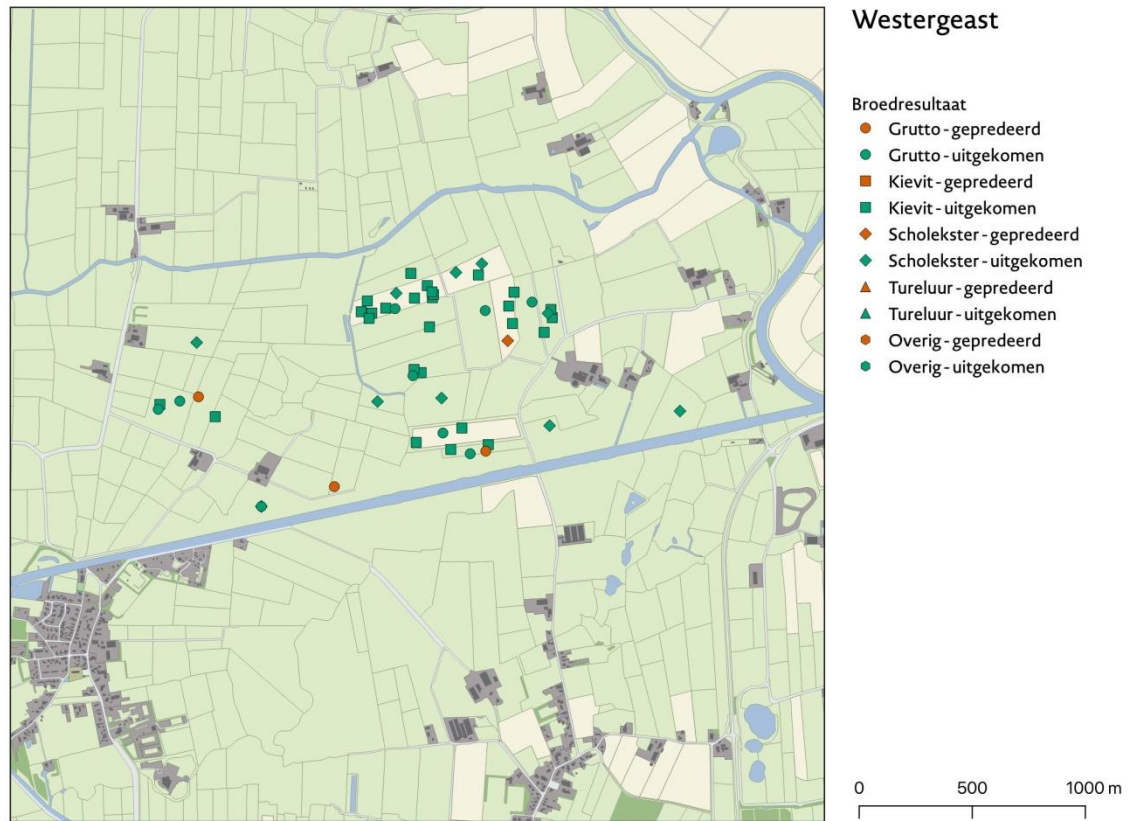 Westergeast
Broedresultaat
Grutto - gepredeerd
Grutto - uitgekomen
Kievit - gepredeerd
Kievit - uitgekomen
Scholekster - gepredeerd
Scholekster - uitgekomen
Tureluur - gepredeerd
Tureluur - uitgekomen
Overig - gepredeerd
Overig - uitgekomen
0 500 1000 m